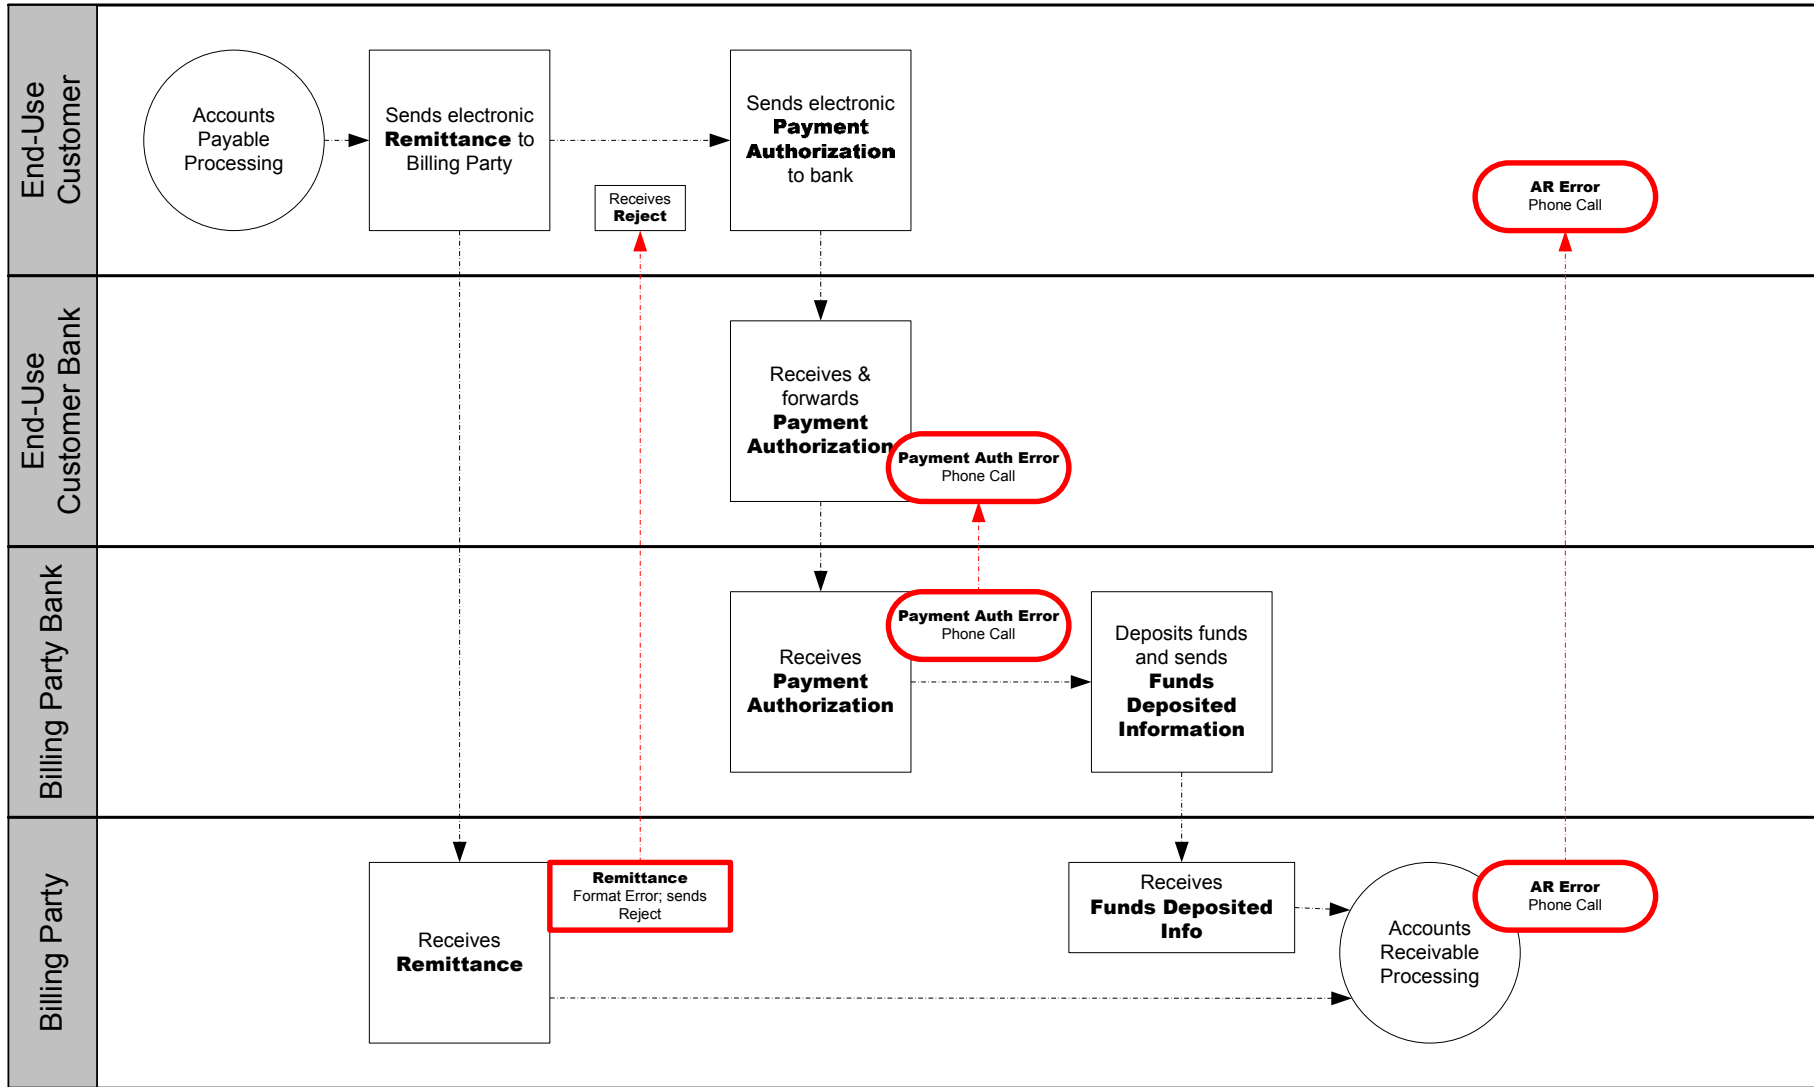 End-Use
Customer
Accounts
Payable
Processing
Sends electronic
Remittance to
Billing Party
Receives
Reject
Sends electronic
Payment
Authorization
to bank
AR Error
Phone Call
End-Use
Customer Bank
Receives &
forwards
Payment
Authorization
Payment Auth Error
Phone Call
Billing Party Bank
Receives
Payment
Authorization
Payment Auth Error
Phone Call
Deposits funds
and sends
Funds
Deposited
Information
Billing Party
Receives
Remittance
Remittance
Format Error; sends
Reject
Receives
Funds Deposited
Info
Accounts
Receivable
Processing
AR Error
Phone Call